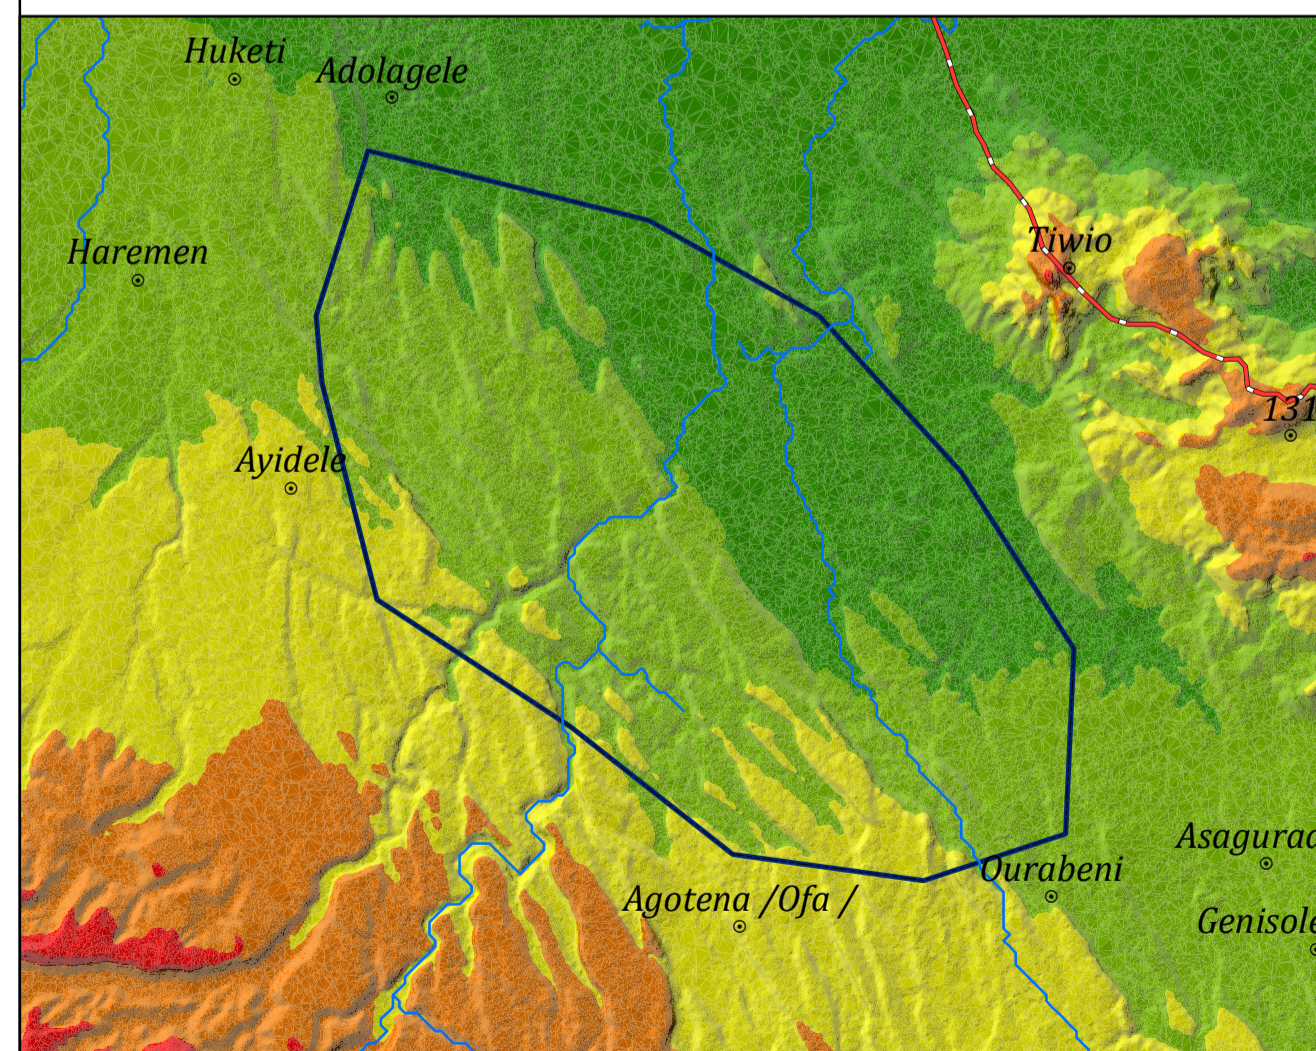 Huketi
Adolagele
Haremen
Tiwio
131
Ayidele
Asagurad
Ourabeni
Agotena /Ofa /
Genisole